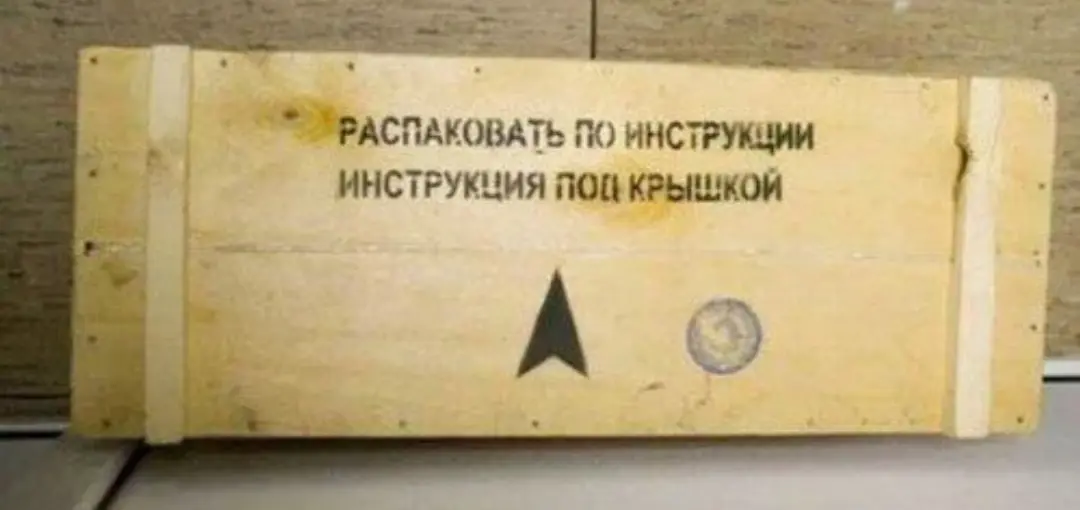 РАСПАКОВАТЬ ПО ИНСТРУКЦИИ
ИНСТРУКЦИЯ ПОД КРЫШКОЙ